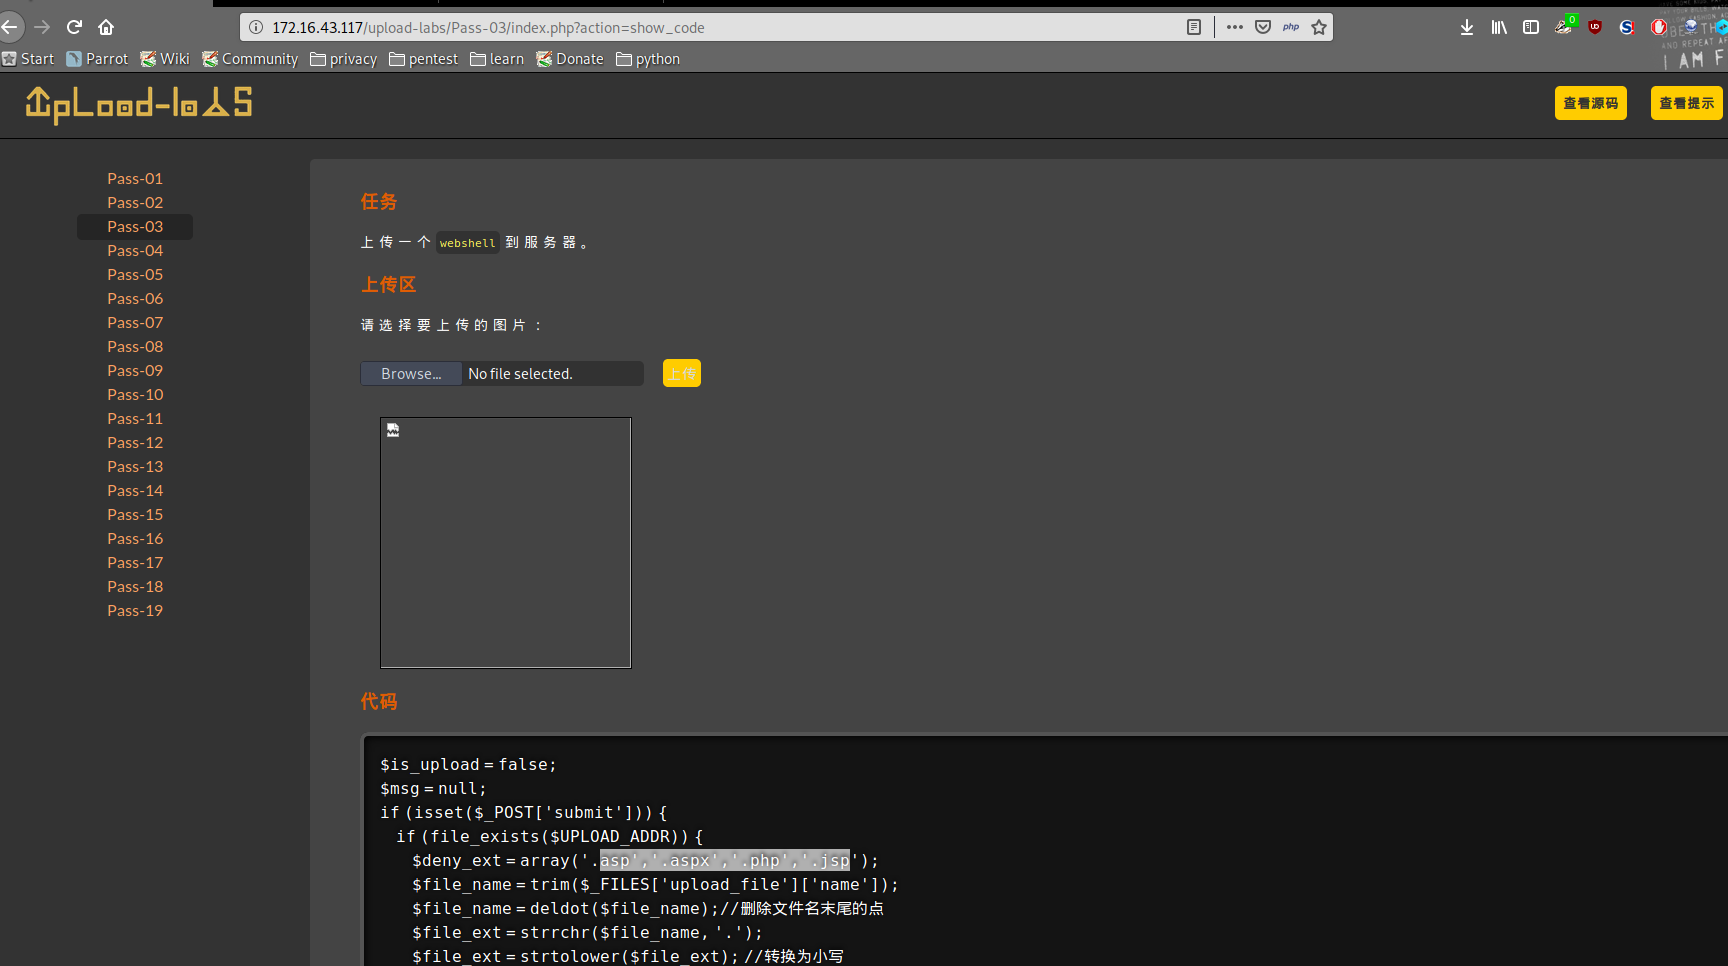 172.16.43.117/upload-labs/Pass-03/index.php?action=show_code
php
0
Start Parrot Wiki Community privacy pentest learn Donate python
AND REPEAT
I AM F
UpLoad-labs
查看源码 查看提示
Pass-01
Pass-02
Pass-03
Pass-04
Pass-05
Pass-06
Pass-07
Pass-08
Pass-09
Pass-10
Pass-11
Pass-12
Pass-13
Pass-14
Pass-15
Pass-16
Pass-17
Pass-18
Pass-19
任务
上传一个 webshell 到服务器。
上传区
请选择要上传的图片：
Browse... No file selected. 上传
代码
$is_upload = false;
$msg = null;
if (isset($_POST['submit'])) {
if (file_exists($UPLOAD_ADDR)) {
$deny_ext = array('.asp','.aspx','.php','.jsp');
$file_name = trim($_FILES['upload_file']['name']);
$file_name = deldot($file_name);//删除文件名末尾的点
$file_ext = strrchr($file_name, '.');
$file_ext = strtolower($file_ext); //转换为小写